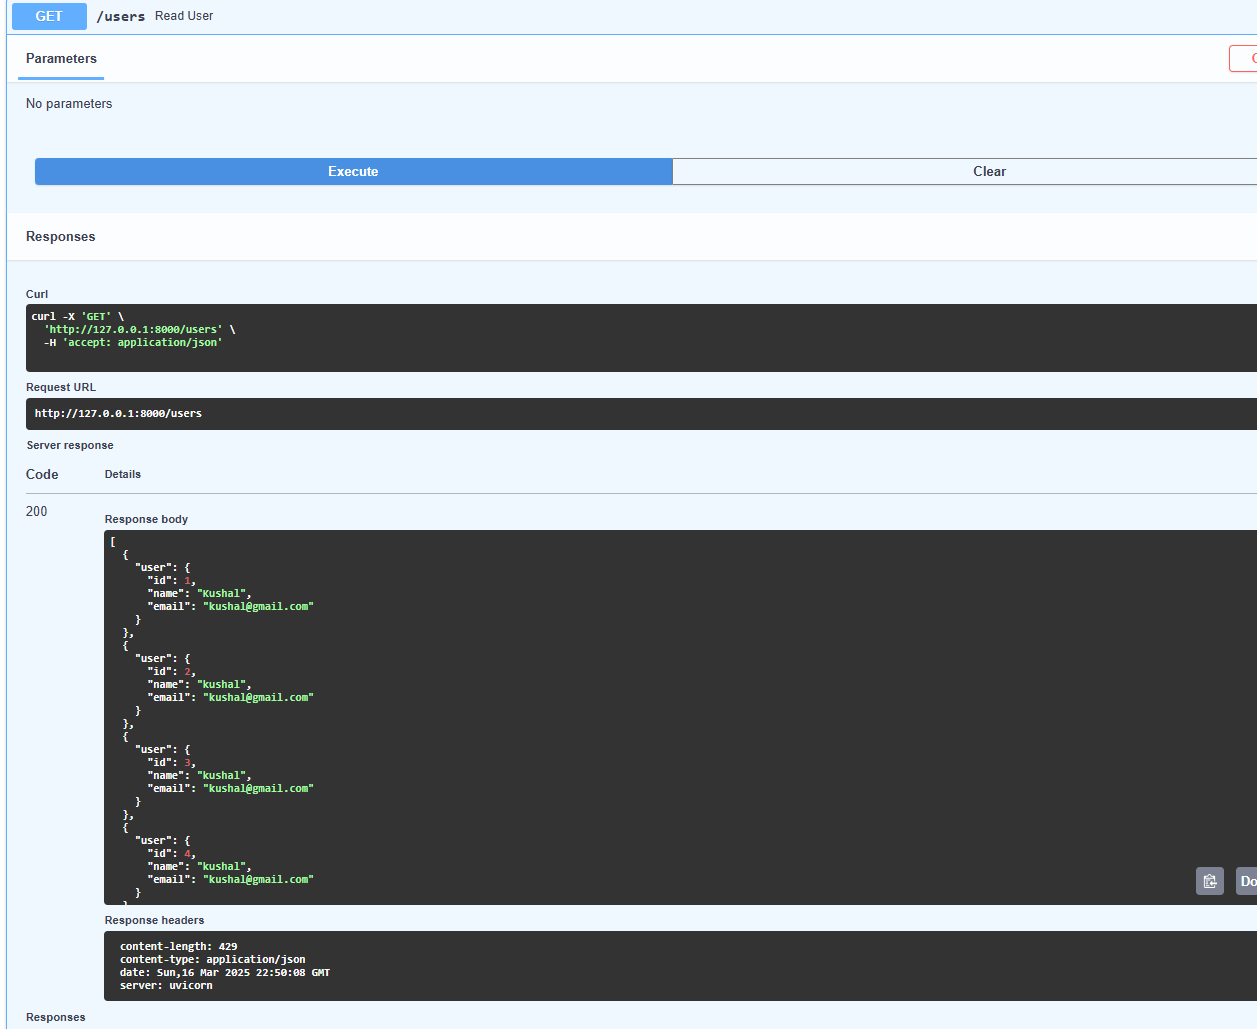 GET /users Read User
Parameters
No parameters
Execute Clear
Responses
Curl
curl -X 'GET' \
'http://127.0.0.1:8000/users' \
-H 'accept: application/json'
Request URL
http://127.0.0.1:8000/users
Server response
Code Details
200
Response body
[
{
"user": {
"id": 1,
"name": "Kushal",
"email": "kushal@gmail.com"
}
},
{
"user": {
"id": 2,
"name": "kushal",
"email": "kushal@gmail.com"
}
},
{
"user": {
"id": 3,
"name": "kushal",
"email": "kushal@gmail.com"
}
},
{
"user": {
"id": 4,
"name": "kushal",
"email": "kushal@gmail.com"
}
Do
Response headers
content-length: 429
content-type: application/json
date: Sun,16 Mar 2025 22:50:08 GMT
server: uvicorn
Responses